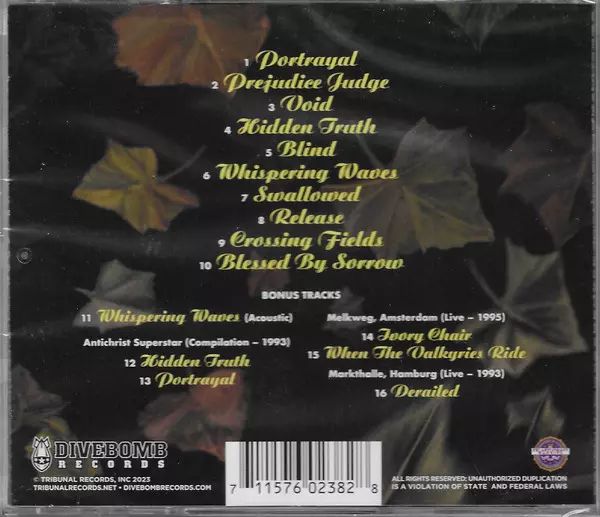 1 Portrayal
2 Prejudice Judge
3 Void
4 Hidden Truth
5 Blind
6 Whispering Waves
7 Swallowed
8 Release
9 Crossing Fields
10 Blessed By Sorrow
BONUS TRACKS
11 Whispering Waves (Acoustic)
Antichrist Superstar (Compilation – 1993)
12 Hidden Truth
13 Portrayal
Melkweg, Amsterdam (Live – 1995)
14 Ivory Chair
15 When The Valkyries Ride
Markthalle, Hamburg (Live – 1993)
16 Derailed
DIVEBOMB
RECORDS
© TRIBUNAL RECORDS, INC 2023
TRIBUNALRECORDS.NET • DIVEBOMBRECORDS.COM
7 11576 02382 8
ALL RIGHTS RESERVED: UNAUTHORIZED DUPLICATION
IS A VIOLATION OF STATE AND FEDERAL LAWS